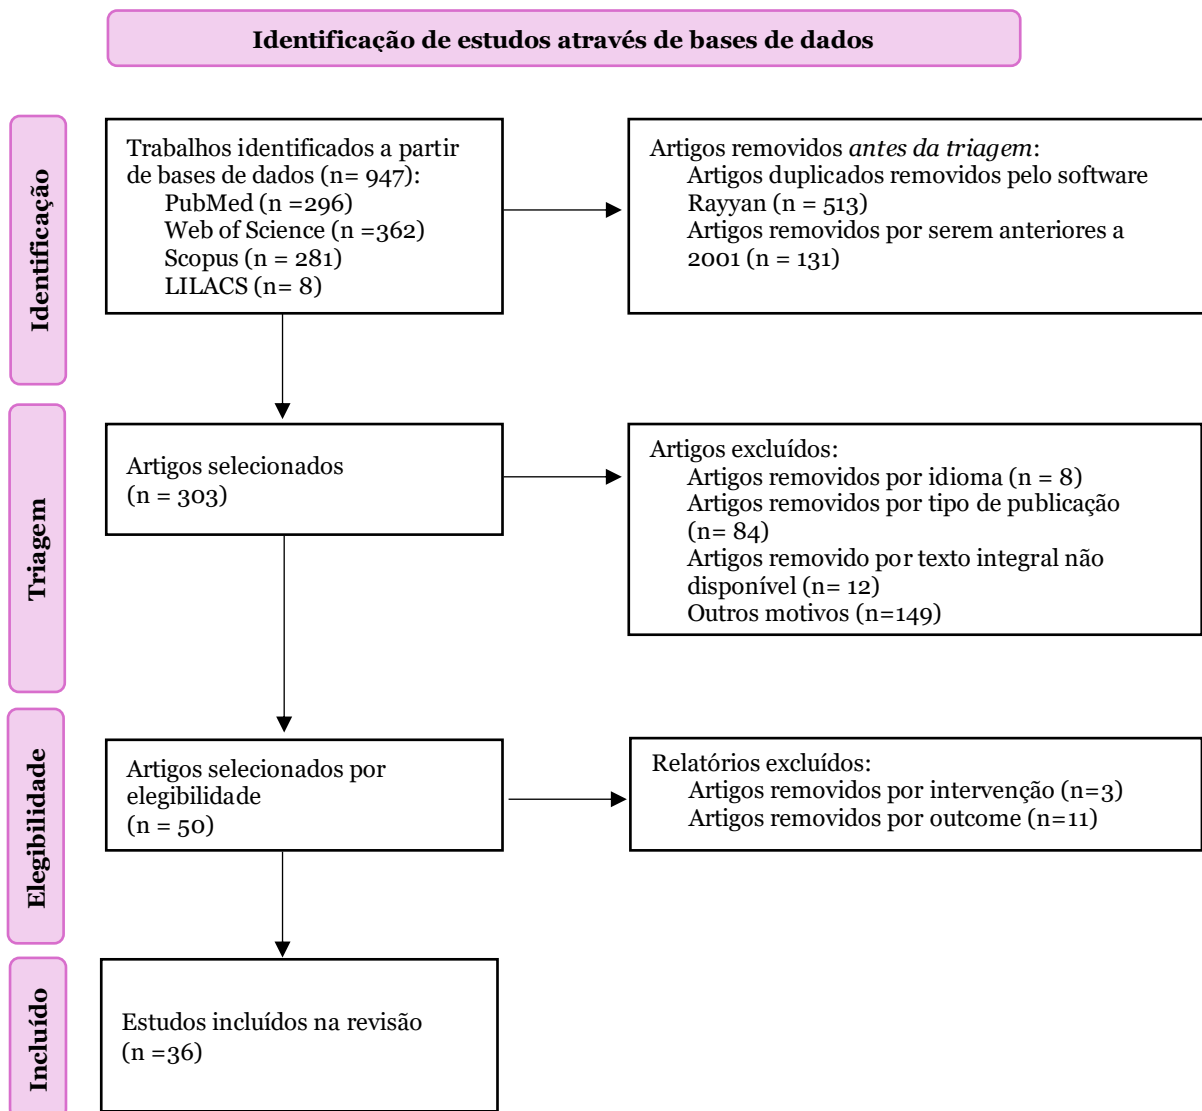 Identificação de estudos através de bases de dados
Identificação
Trabalhos identificados a partir
de bases de dados (n= 947):
PubMed (n =296)
Web of Science (n =362)
Scopus (n = 281)
LILACS (n= 8)
Artigos removidos antes da triagem:
Artigos duplicados removidos pelo software
Rayyan (n = 513)
Artigos removidos por serem anteriores a
2001 (n = 131)
Triagem
Artigos selecionados
(n = 303)
Artigos excluídos:
Artigos removidos por idioma (n = 8)
Artigos removidos por tipo de publicação
(n= 84)
Artigos removido por texto integral não
disponível (n= 12)
Outros motivos (n=149)
Elegibilidade
Artigos selecionados por
elegibilidade
(n = 50)
Relatórios excluídos:
Artigos removidos por intervenção (n=3)
Artigos removidos por outcome (n=11)
Incluído
Estudos incluídos na revisão
(n =36)